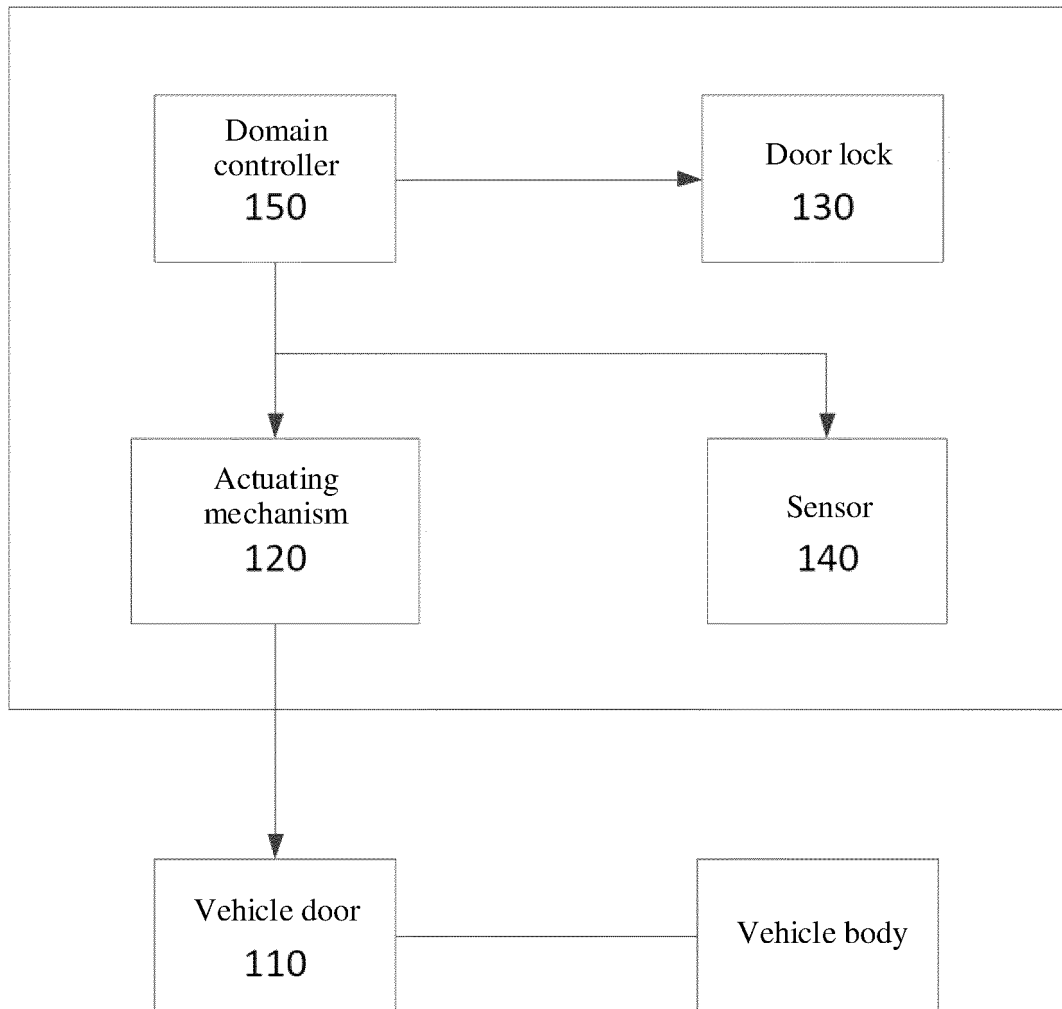 Domain
controller
150
Door lock
130
Actuating
mechanism
120
Sensor
140
Vehicle door
110
Vehicle body